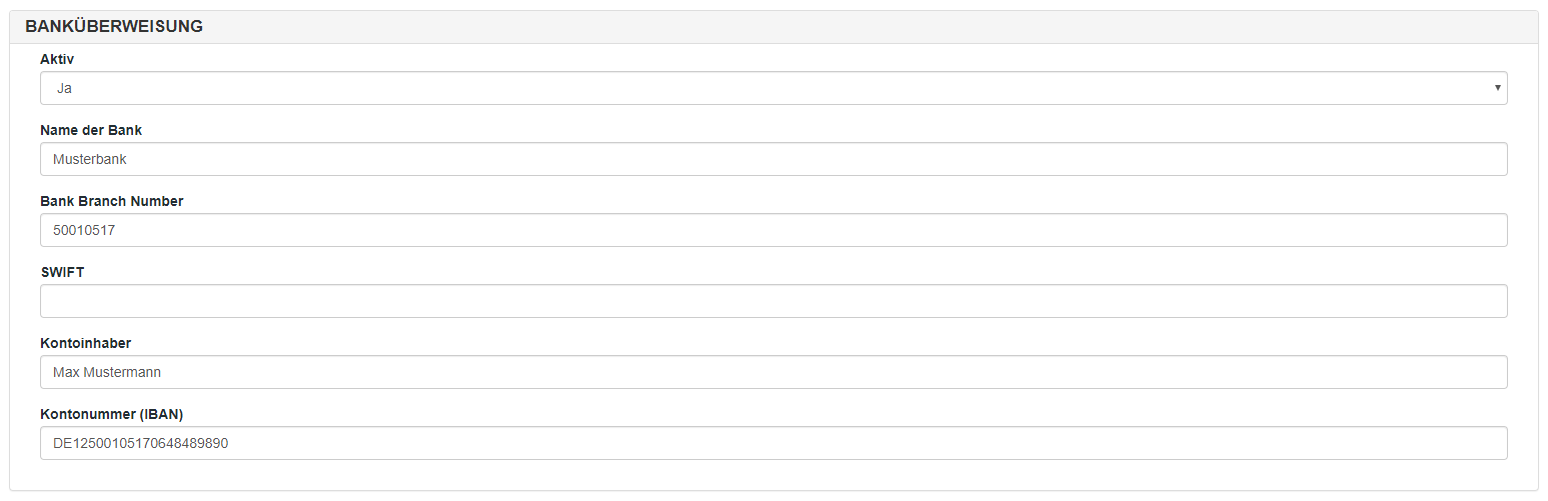 BANKÜBERWEISUNG
Aktiv
Ja
Name der Bank
Musterbank
Bank Branch Number
50010517
SWIFT
Kontoinhaber
Max Mustermann
Kontonummer (IBAN)
DE12500105170648489890